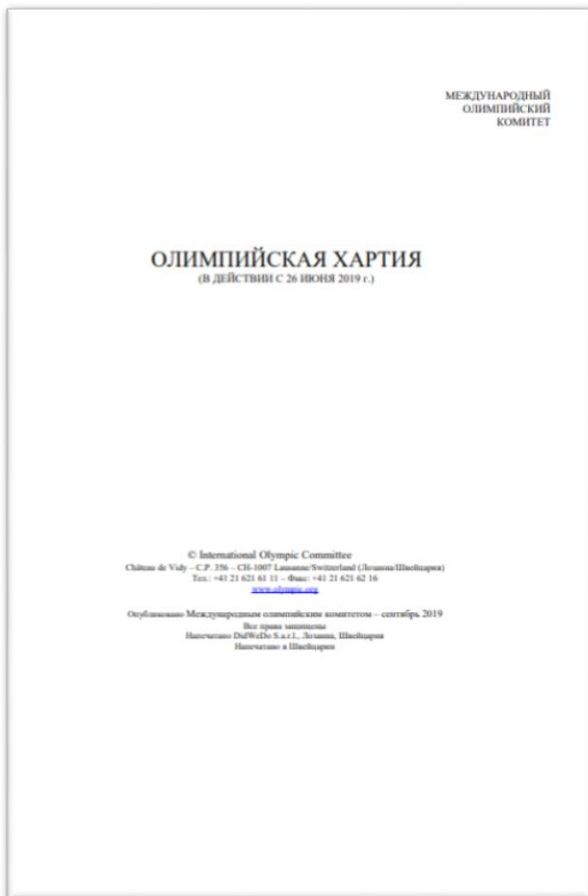 МЕЖДУНАРОДНЫЙ
ОЛИМПИЙСКИЙ
КОМИТЕТ
ОЛИМПИЙСКАЯ ХАРТИЯ
(В ДЕЙСТВИИ С 26 ИЮНЯ 2019 г.)
© International Olympic Committee
Château de Vidy – C.P. 356 – CH-1007 Lausanne/Switzerland (Лозанна/Швейцария)
Тел.: +41 21 621 61 11 – Факс: +41 21 621 62 16
www.olympic.org
Опубликовано Международным олимпийским комитетом – сентябрь 2019
Все права защищены
Напечатано DidWeDo S.a.r.l., Лозанна, Швейцария
Напечатано в Швейцарии